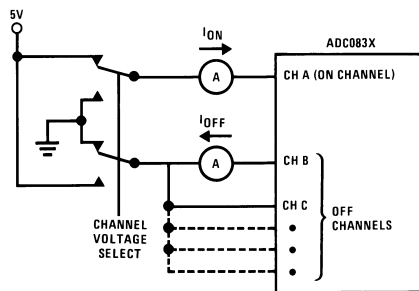 5V
ION
ADC083X
A
CH A (ON CHANNEL)
IOFF
A
CH B
CH C
OFF
CHANNELS
CHANNEL
VOLTAGE
SELECT